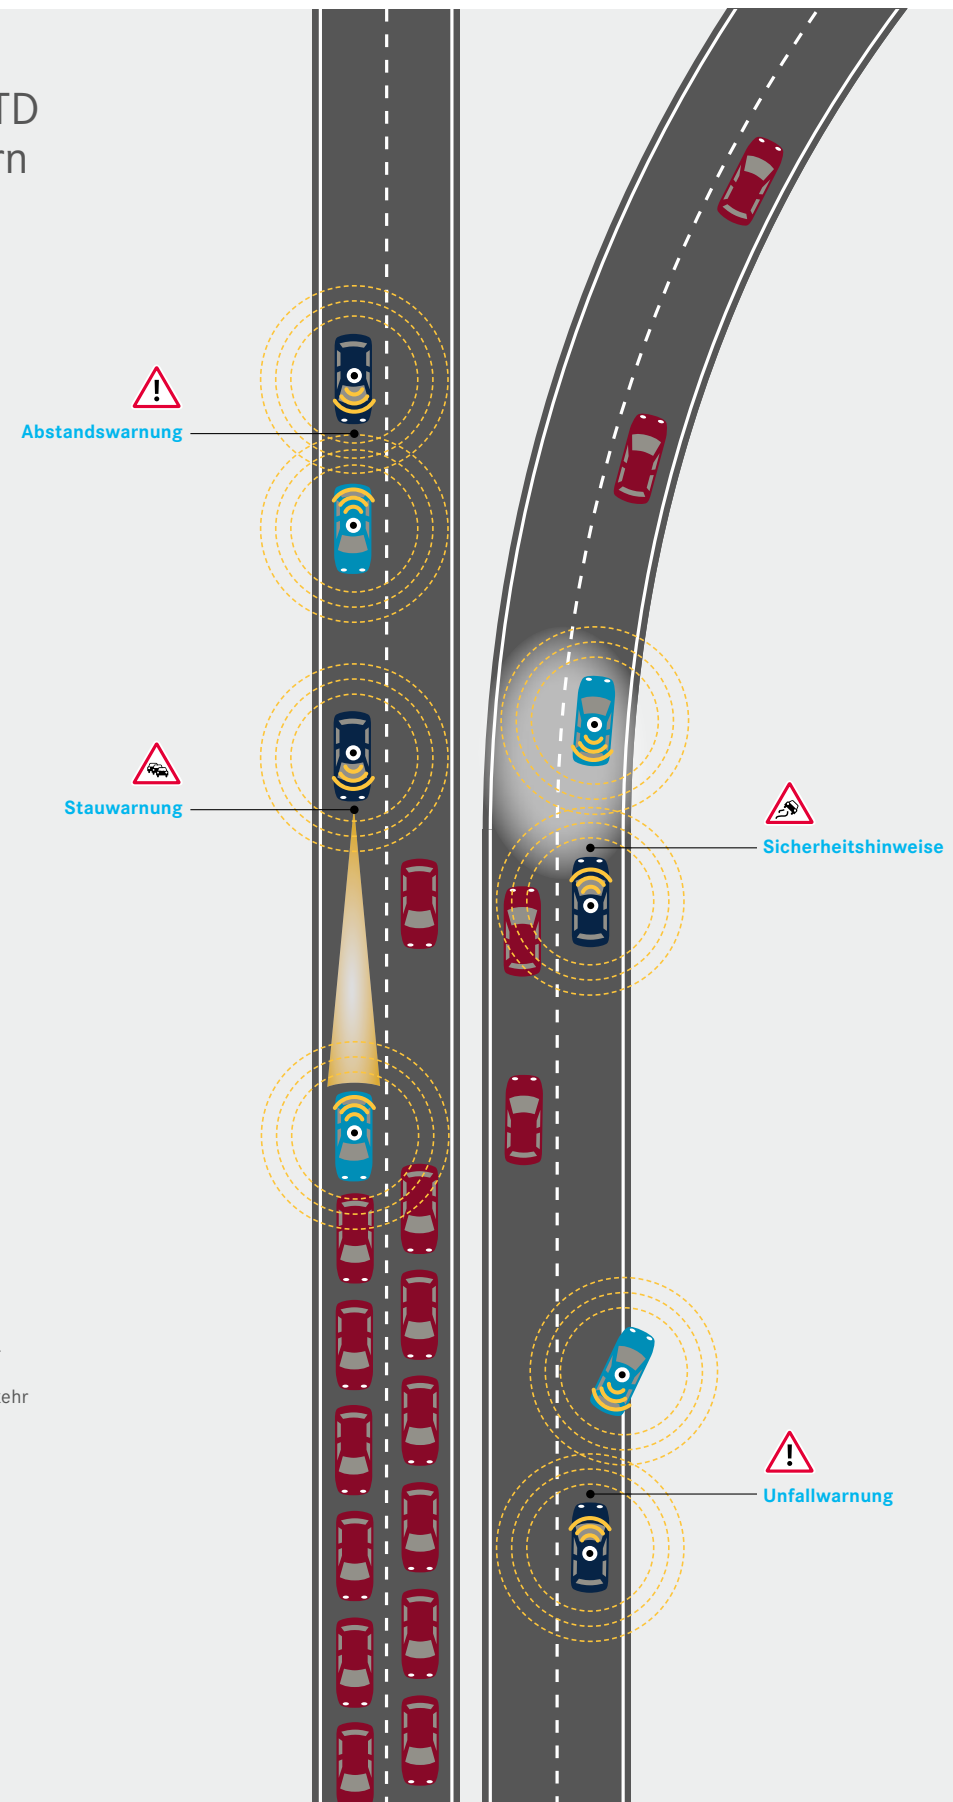 TD
rn
Abstandswarnung
Stauwarnung
Sicherheitshinweise
ehr
Unfallwarnung